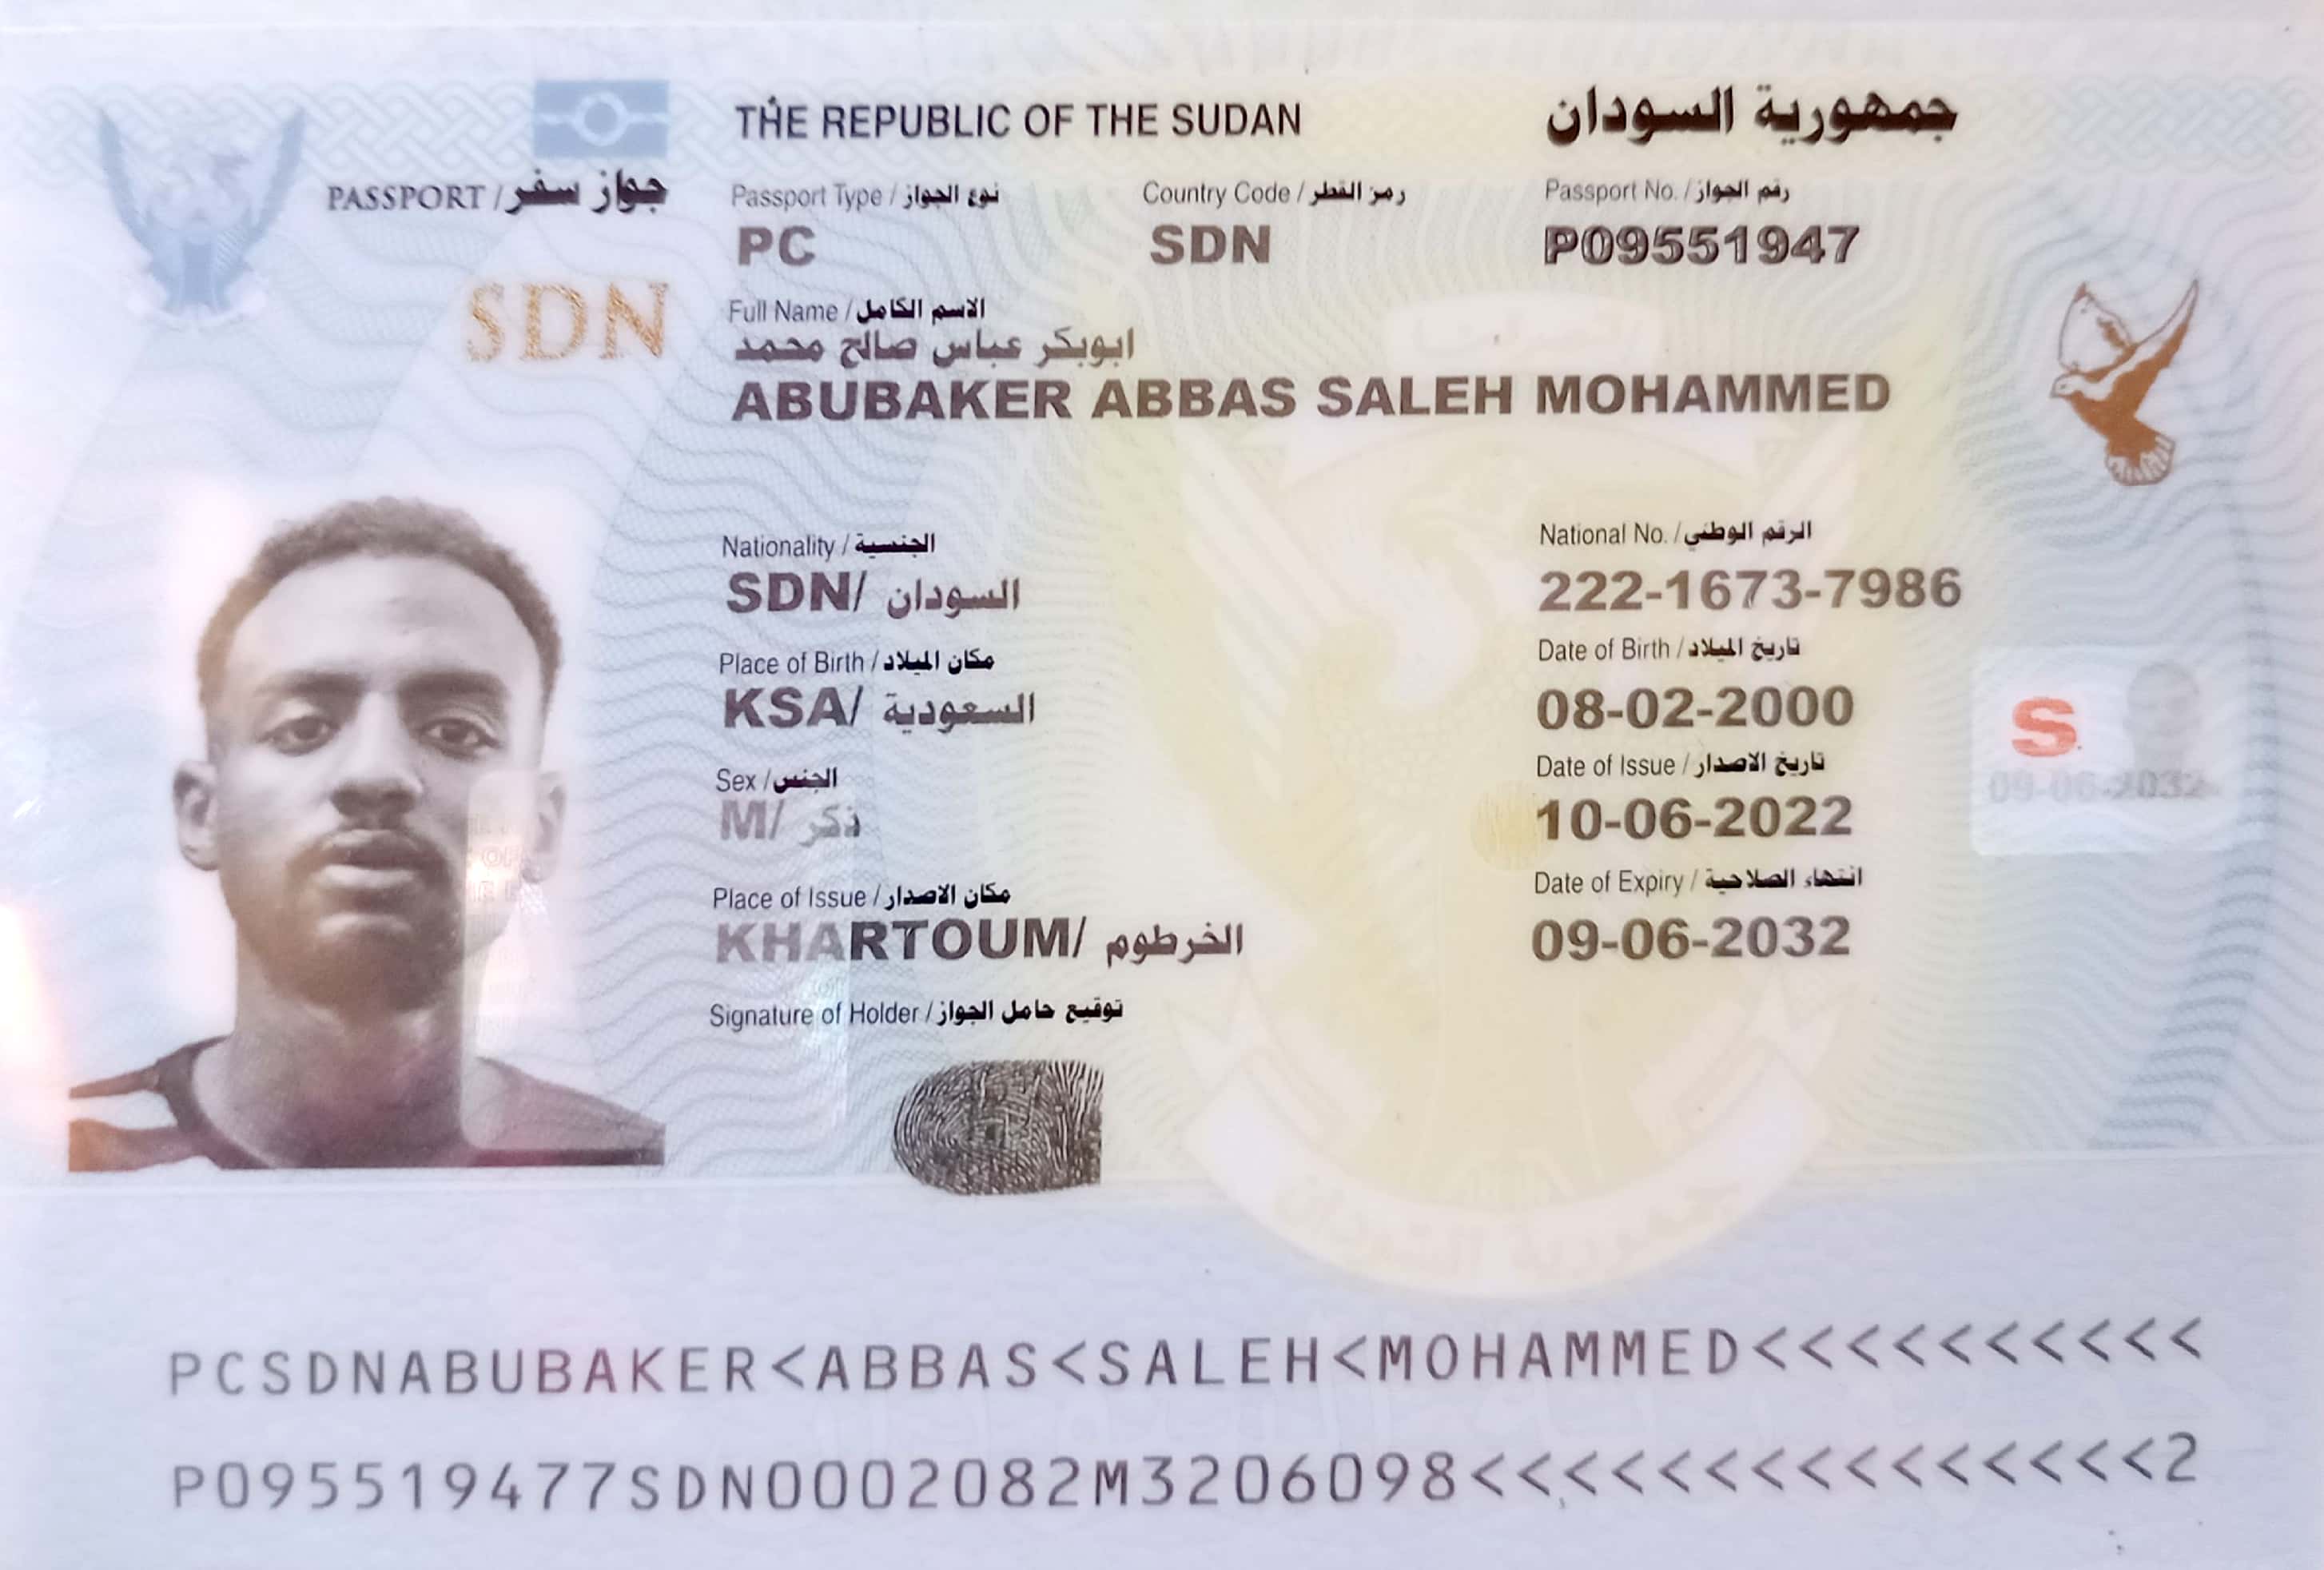 THE REPUBLIC OF THE SUDAN جمهورية السودان
PASSPORT / جواز سفر
Passport Type / نوع الجواز Country Code / رمز القطر Passport No. / رقم الجواز
PC SDN P09551947
SDN
Full Name / الاسم الكامل
ابوبكر عباس صالح محمد
ABUBAKER ABBAS SALEH MOHAMMED
Nationality / الجنسية National No. / الرقم الوطني
SDN/ السودان 222-1673-7986
Place of Birth / مكان الميلاد Date of Birth / تاريخ الميلاد
KSA/ السعودية 08-02-2000
S
09-06-2032
Sex / الجنس Date of Issue / تاريخ الاصدار
M/ ذكر 10-06-2022
Place of Issue / مكان الاصدار Date of Expiry / انتهاء الصلاحية
KHARTOUM/ الخرطوم 09-06-2032
Signature of Holder / توقيع حامل الجواز
PCSDNABUBAKER<ABBAS<SALEH<MOHAMMED<<<<<<<<<<
P095519477SDN0002082M3206098<<<<<<<<<<<<<<<2